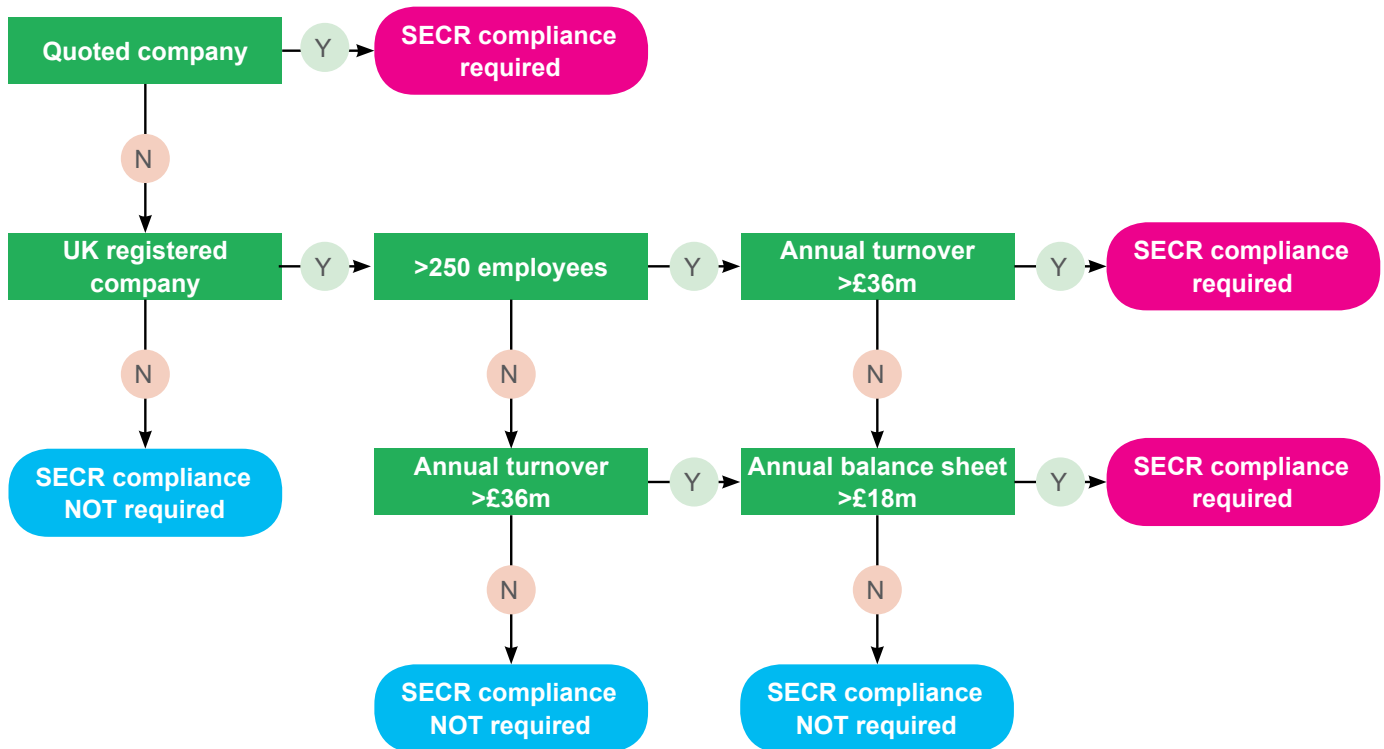 Quoted company
Y
SECR compliance
required
N
UK registered
company
Y
>250 employees
Y
Annual turnover
>£36m
Y
SECR compliance
required
N
N
N
SECR compliance
NOT required
Annual turnover
>£36m
Y
Annual balance sheet
>£18m
Y
SECR compliance
required
N
N
SECR compliance
NOT required
SECR compliance
NOT required